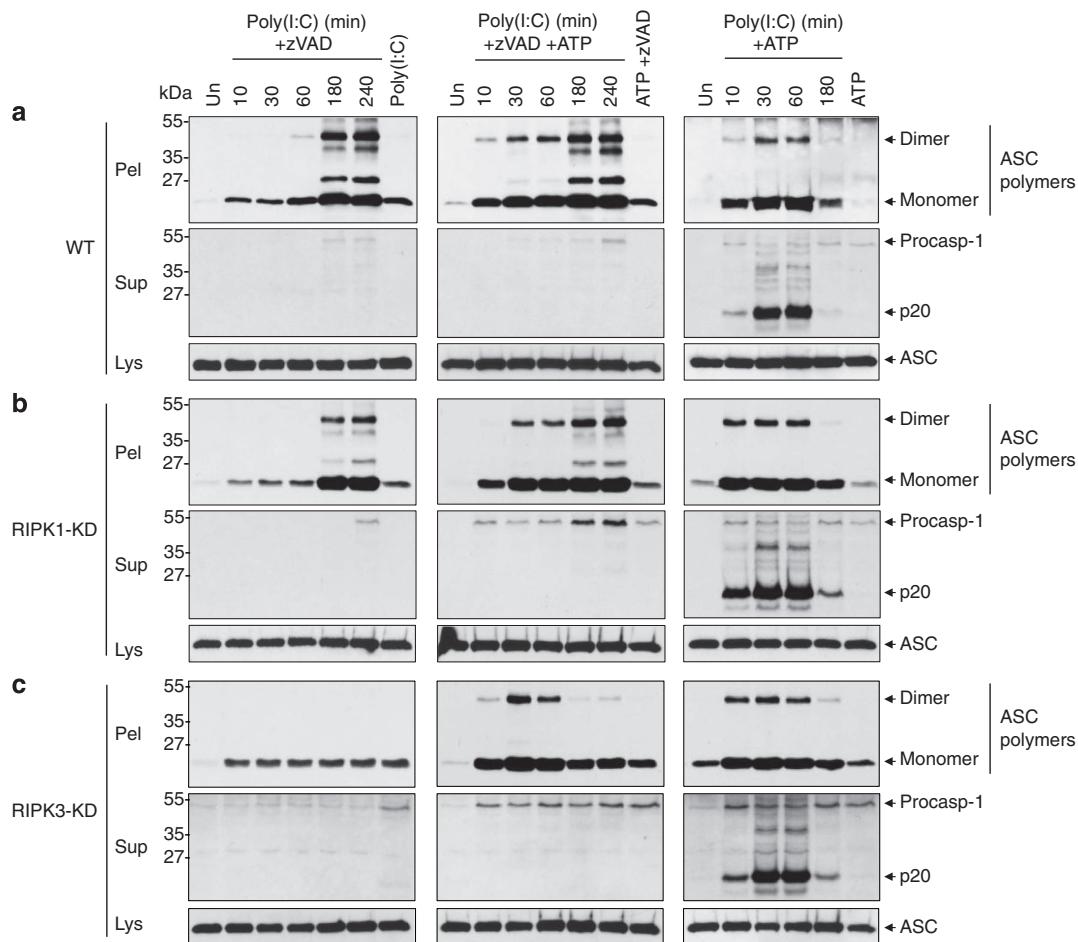 Poly(I:C) (min)
+zVAD
Poly(I:C)
Poly(I:C) (min)
+zVAD +ATP
ATP +zVAD
Poly(I:C) (min)
+ATP
kDa Un 10 30 60 180 240 Un 10 30 60 180 240 Un 10 30 60 180 ATP
a
WT
Pel
55-
35-
27-
Dimer
Monomer
ASC
polymers
Sup
55-
35-
27-
Procasp-1
p20
Lys
ASC
b
RIPK1-KD
Pel
55-
35-
27-
Dimer
Monomer
ASC
polymers
Sup
55-
35-
27-
Procasp-1
p20
Lys
ASC
c
RIPK3-KD
Pel
55-
35-
27-
Dimer
Monomer
ASC
polymers
Sup
55-
35-
27-
Procasp-1
p20
Lys
ASC